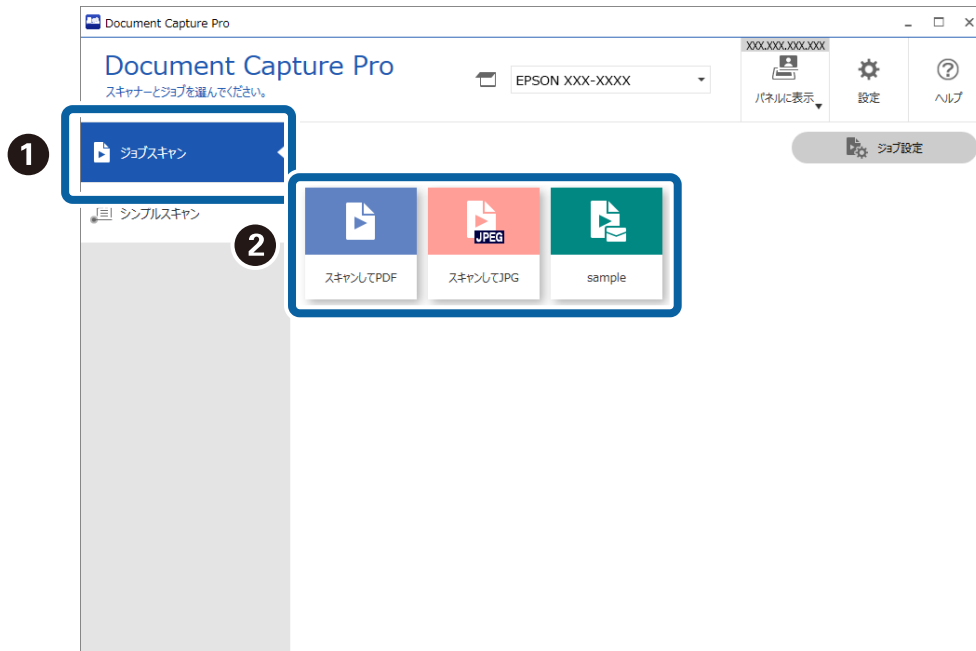 Document Capture Pro
Document Capture Pro
スキャナーとジョブを選んでください。
EPSON XXX-XXXX
XXX.XXX.XXX.XXX
パネルに表示
設定
ヘルプ
1
ジョブスキャン
ジョブ設定
シンプルスキャン
2
JPEG
スキャンしてPDF
スキャンしてJPG
sample